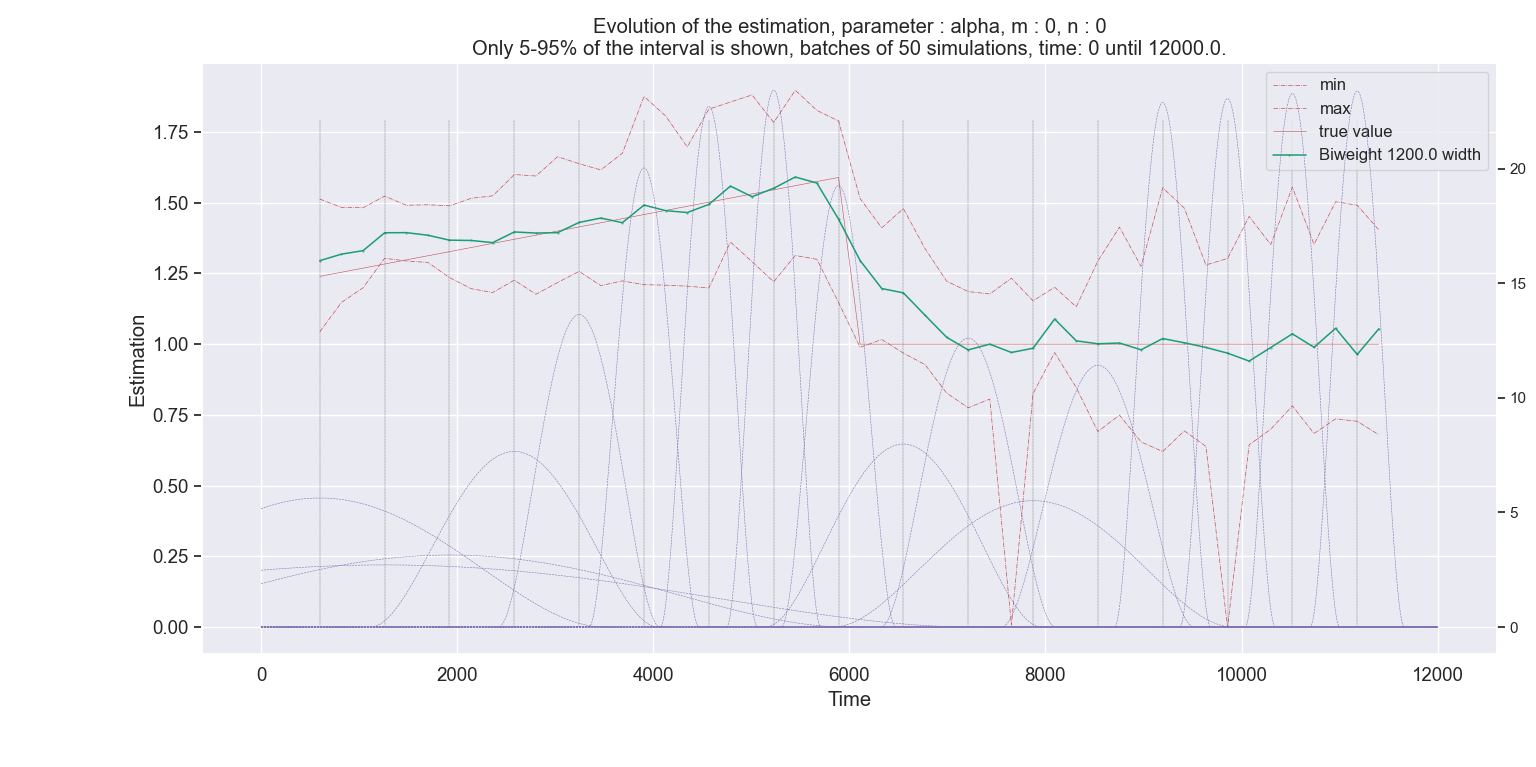 Evolution of the estimation, parameter : alpha, m : 0, n : 0
Only 5-95% of the interval is shown, batches of 50 simulations, time: 0 until 12000.0.
min
max
true value
Biweight 1200.0 width
Estimation
1.75
1.50
1.25
1.00
0.75
0.50
0.25
0.00
20
15
10
5
0
0
2000
4000
6000
8000
10000
12000
Time